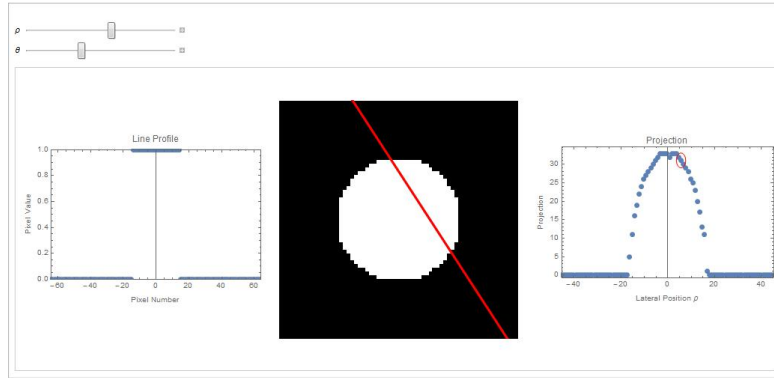 ρ
θ
Line Profile
1.0
0.8
0.6
0.4
0.2
0.0
Pixel Value
−60 −40 −20 0 20 40 60
Pixel Number
Projection
30
25
20
15
10
5
0
Projection
−40 −20 0 20 40
Lateral Position ρ